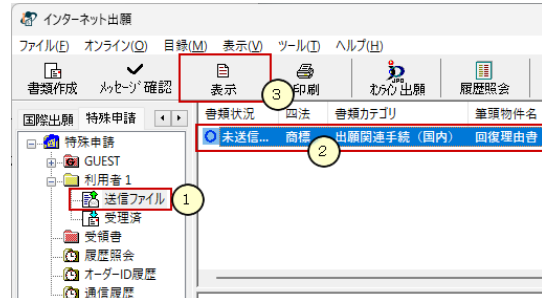 インターネット出願
ファイル(F) オンライン(O) 目録(M) 表示(V) ツール(T) ヘルプ(H)
書類作成 メッセージ確認 表示 印刷 オンライン出願 履歴照会
3
国際出願 特殊申請
書類状況 四法 書類カテゴリ 筆頭物件名
未送信... 商標 出願関連手続（国内） 回復理由書
2
特殊申請
GUEST
利用者1
送信ファイル
1
受理済
受領書
履歴照会
オーダーID履歴
通信履歴